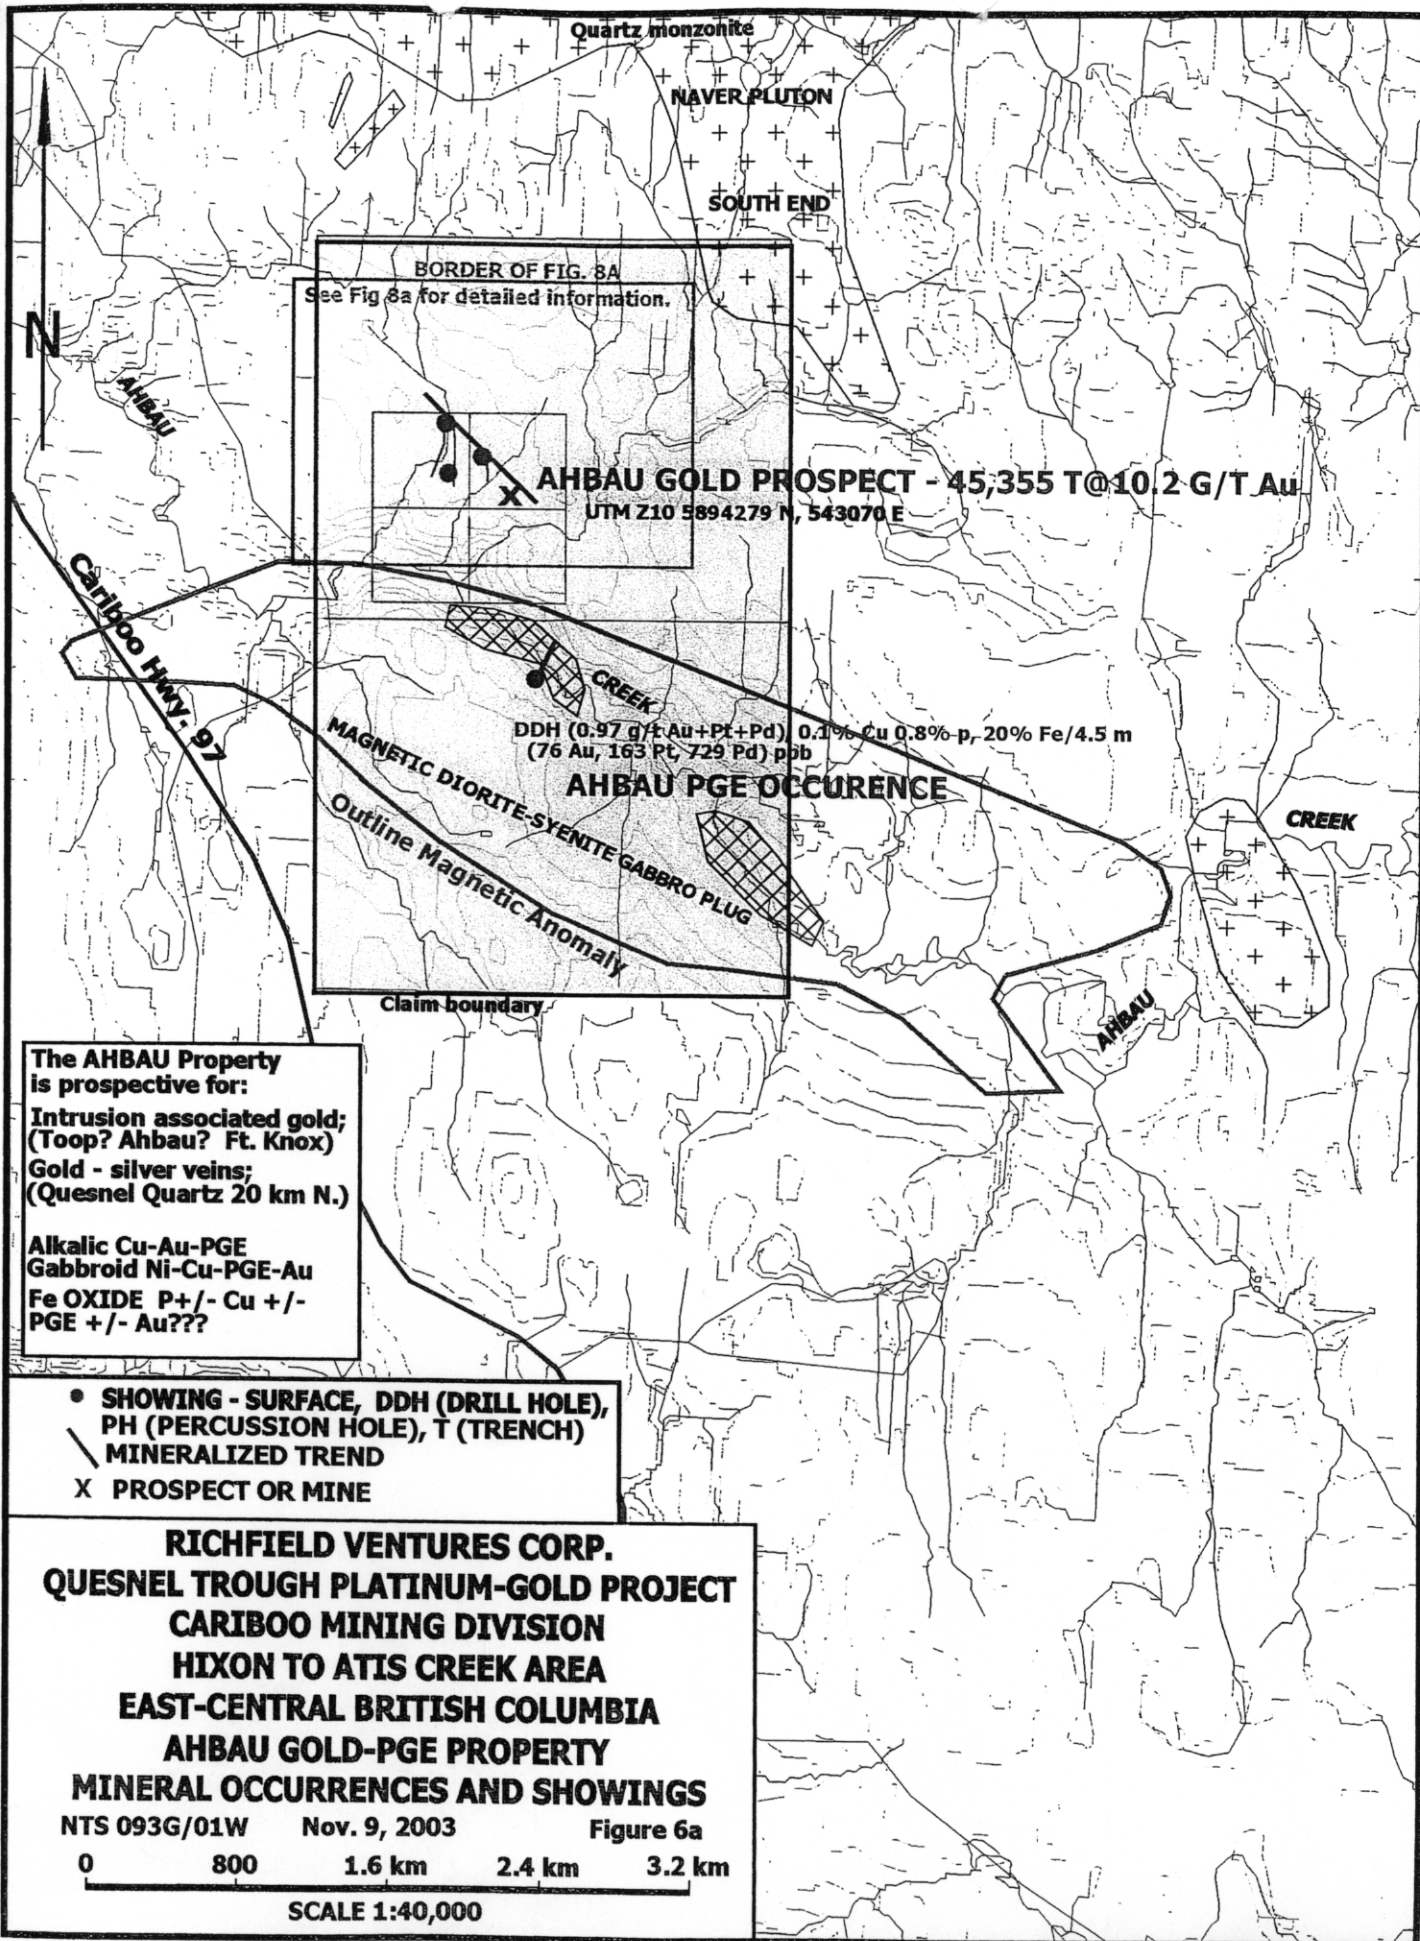 Quartz monzonite
NAVER PLUTON
SOUTH END
BORDER OF FIG. 8A
See Fig 8a for detailed information.
N
AHBAU
AHBAU GOLD PROSPECT - 45,355 T@10.2 G/T Au
X
UTM Z10 5894279 N, 543070 E
Cariboo Hwy. 97
CREEK
DDH (0.97 g/t Au+Pt+Pd), 0.1% Cu 0.8% p, 20% Fe/4.5 m
(76 Au, 163 Pt, 729 Pd) ppb
AHBAU PGE OCCURENCE
MAGNETIC DIORITE-SYENITE GABBRO PLUG
Outline Magnetic Anomaly
CREEK
AHBAU
Claim boundary
The AHBAU Property
is prospective for:
Intrusion associated gold;
(Toop? Ahbau? Ft. Knox)
Gold - silver veins;
(Quesnel Quartz 20 km N.)
Alkalic Cu-Au-PGE
Gabbroid Ni-Cu-PGE-Au
Fe OXIDE P+/- Cu +/-
PGE +/- Au???
SHOWING - SURFACE, DDH (DRILL HOLE),
PH (PERCUSSION HOLE), T (TRENCH)
MINERALIZED TREND
X PROSPECT OR MINE
RICHFIELD VENTURES CORP.
QUESNEL TROUGH PLATINUM-GOLD PROJECT
CARIBOO MINING DIVISION
HIXON TO ATIS CREEK AREA
EAST-CENTRAL BRITISH COLUMBIA
AHBAU GOLD-PGE PROPERTY
MINERAL OCCURRENCES AND SHOWINGS
NTS 093G/01W Nov. 9, 2003 Figure 6a
0 800 1.6 km 2.4 km 3.2 km
SCALE 1:40,000